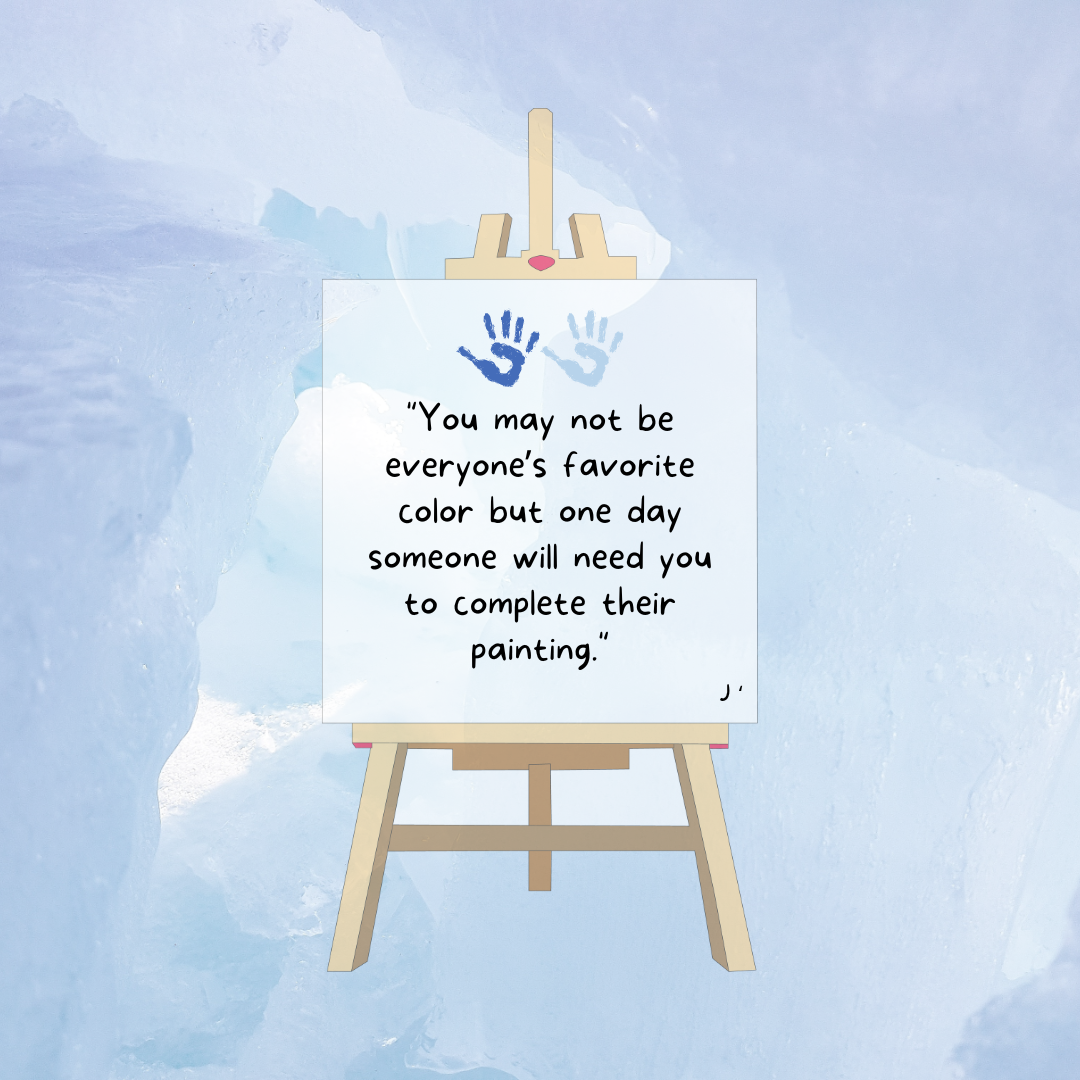 "You may not be
everyone's favorite
color but one day
someone will need you
to complete their
painting."
J '